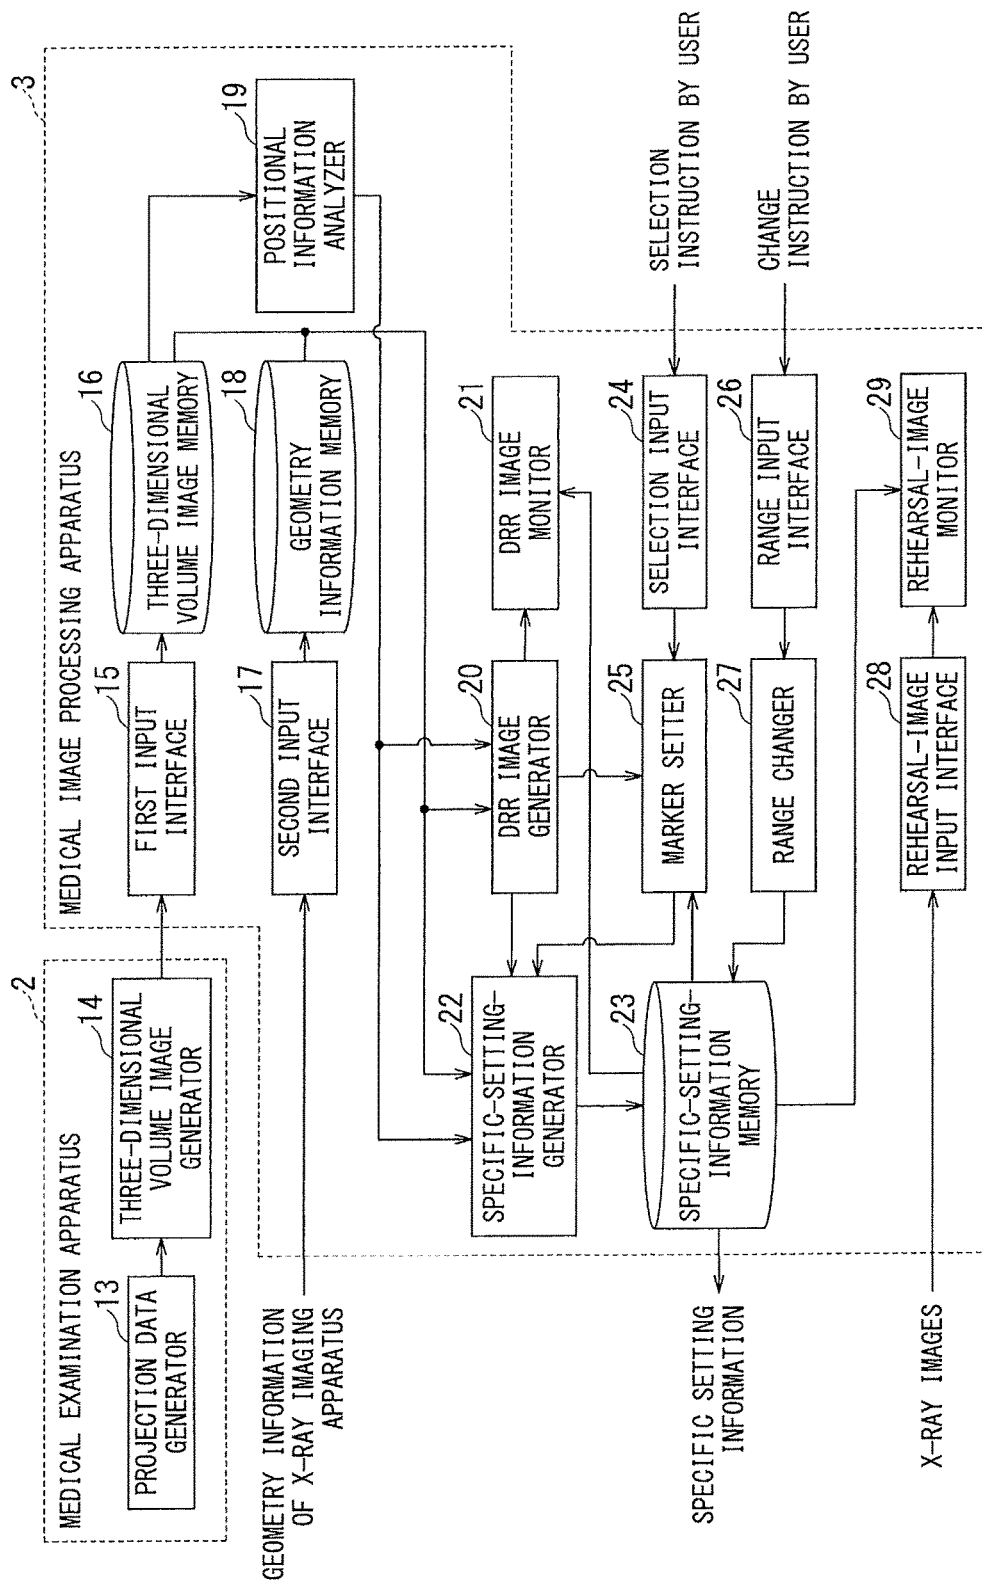 MEDICAL EXAMINATION APPARATUS
2
13
PROJECTION DATA
GENERATOR
14
THREE-DIMENSIONAL
VOLUME IMAGE
GENERATOR
MEDICAL IMAGE PROCESSING APPARATUS
3
15
FIRST INPUT
INTERFACE
16
THREE-DIMENSIONAL
VOLUME IMAGE MEMORY
GEOMETRY INFORMATION
OF X-RAY IMAGING
APPARATUS
17
SECOND INPUT
INTERFACE
18
GEOMETRY
INFORMATION MEMORY
19
POSITIONAL
INFORMATION
ANALYZER
22
SPECIFIC-SETTING-
INFORMATION
GENERATOR
20
DRR IMAGE
GENERATOR
21
DRR IMAGE
MONITOR
23
SPECIFIC-SETTING-
INFORMATION
MEMORY
25
MARKER SETTER
24
SELECTION INPUT
INTERFACE
SELECTION
INSTRUCTION BY USER
27
RANGE CHANGER
26
RANGE INPUT
INTERFACE
CHANGE
INSTRUCTION BY USER
SPECIFIC SETTING
INFORMATION
X-RAY IMAGES
28
REHEARSAL-IMAGE
INPUT INTERFACE
29
REHEARSAL-IMAGE
MONITOR